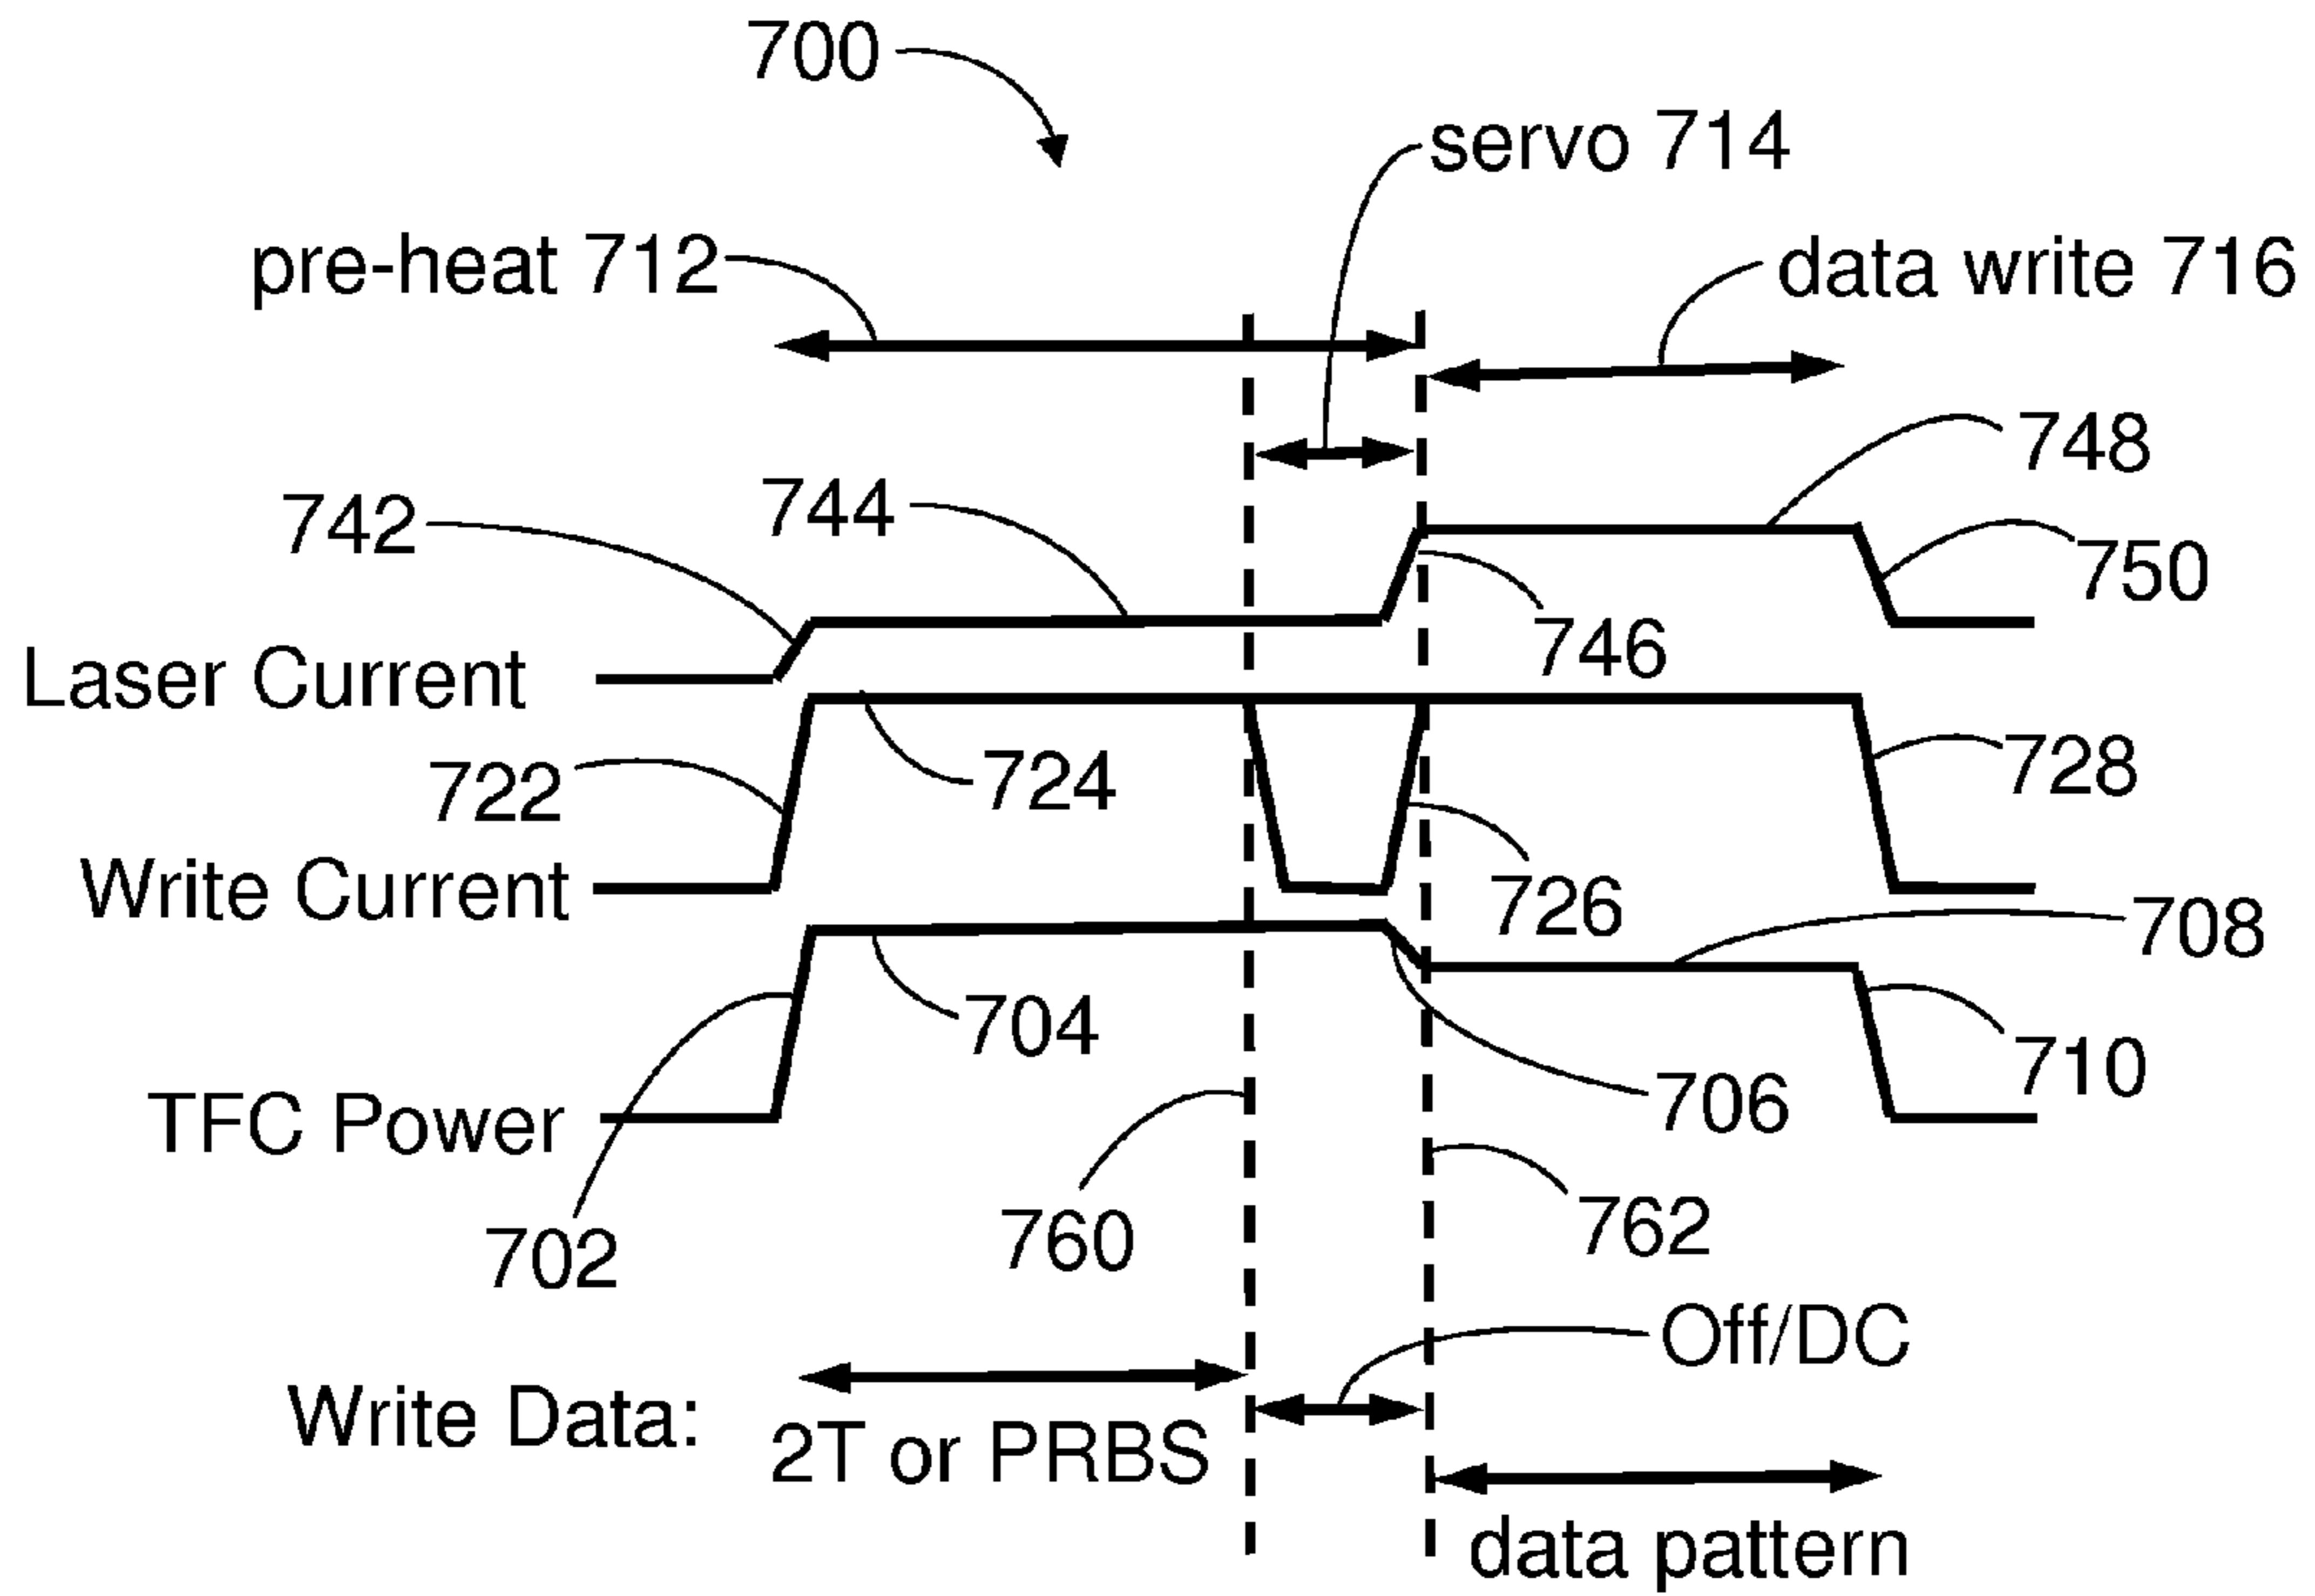 700
servo 714
pre-heat 712
data write 716
748
744
742
750
746
Laser Current
724
728
722
Write Current
726
708
704
710
706
TFC Power
762
760
702
Off/DC
Write Data:
2T or PRBS
data pattern